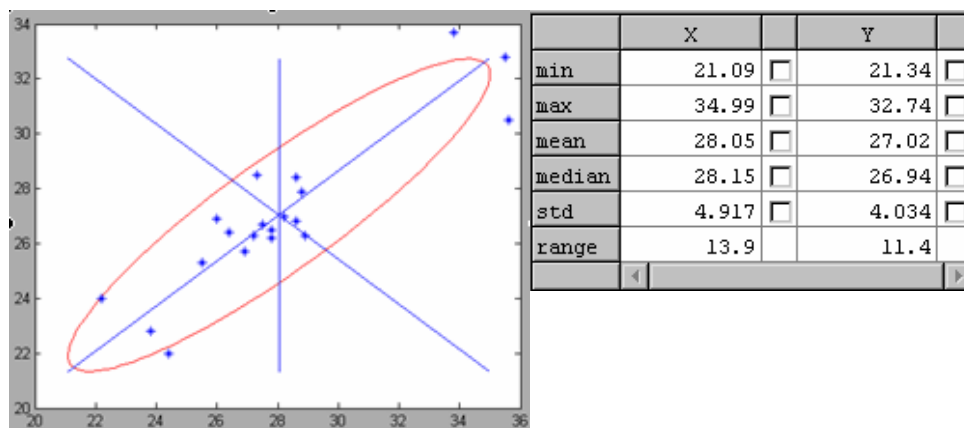 34
32
30
28
26
24
22
20
20 22 24 26 28 30 32 34 36
X Y
min 21.09 21.34
max 34.99 32.74
mean 28.05 27.02
median 28.15 26.94
std 4.917 4.034
range 13.9 11.4